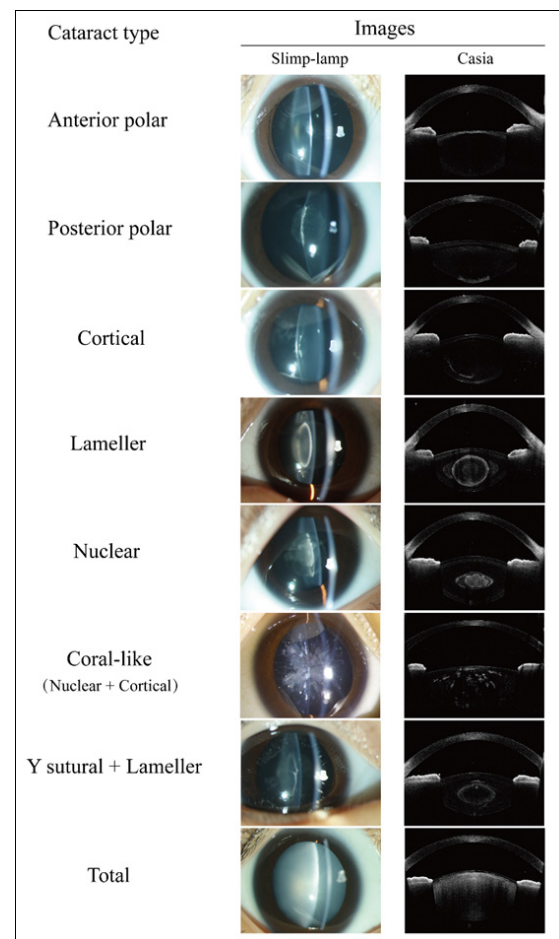 Cataract type
Images
Slimp-lamp
Casia
Anterior polar
Posterior polar
Cortical
Lameller
Nuclear
Coral-like
(Nuclear + Cortical)
Y sutural + Lameller
Total